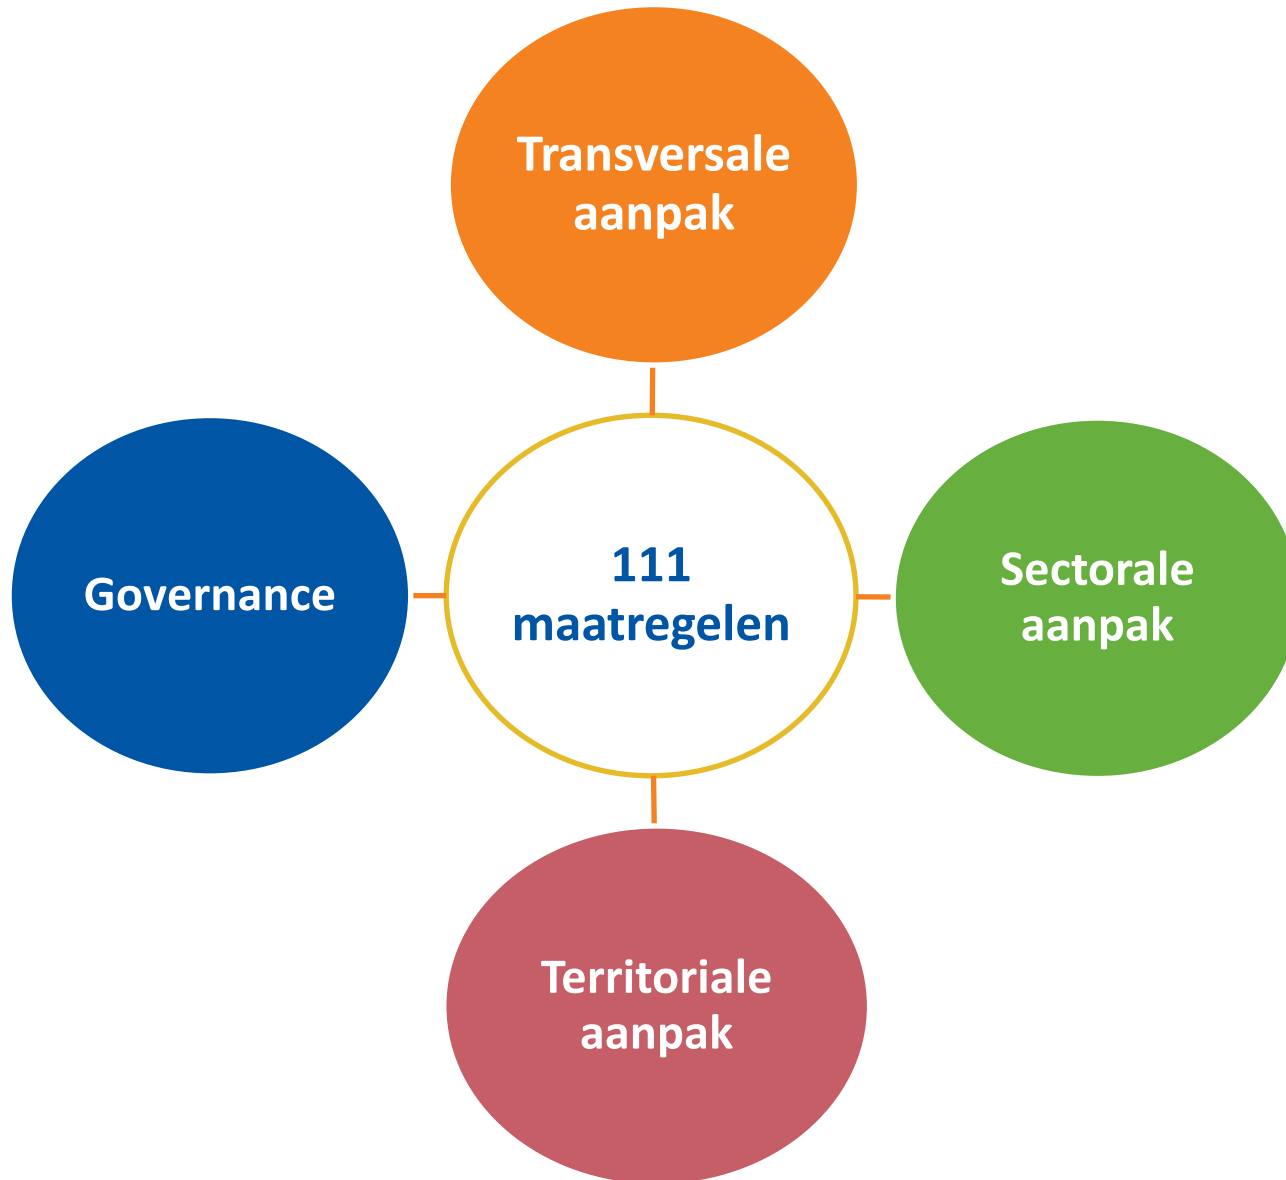 Transversale
aanpak
Governance
111
maatregelen
Sectorale
aanpak
Territoriale
aanpak